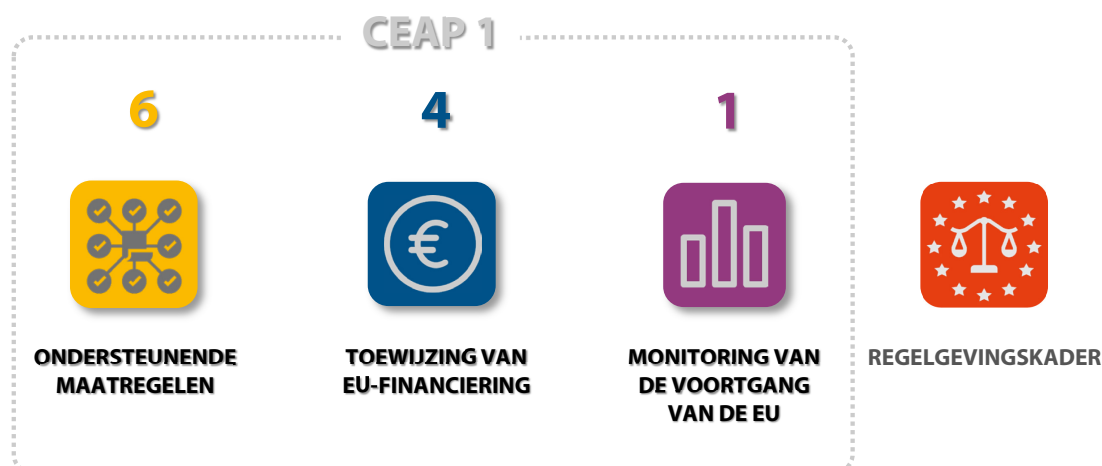 CEAP 1
6
4
1
ONDERSTEUNENDE
MAATREGELEN
TOEWIJZING VAN
EU-FINANCIERING
MONITORING VAN
DE VOORTGANG
VAN DE EU
REGELGEVINGSKADER